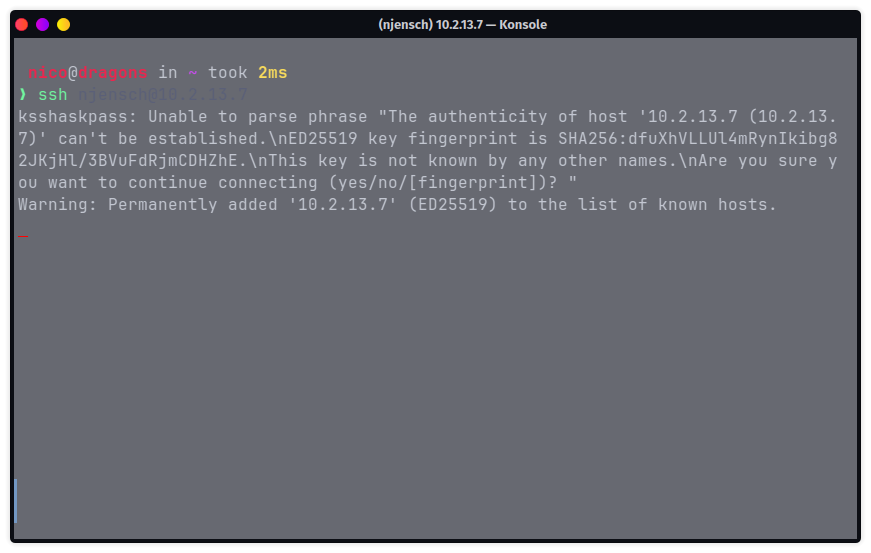 (njensch) 10.2.13.7 — Konsole
nico@dragons in ~ took 2ms
❯ ssh njensch@10.2.13.7
ksshaskpass: Unable to parse phrase "The authenticity of host '10.2.13.7 (10.2.13.
7)' can't be established.\nED25519 key fingerprint is SHA256:dfuXhVLLUl4mRynIkibg8
2JKjHl/3BVuFdRjmCDHZhE.\nThis key is not known by any other names.\nAre you sure y
ou want to continue connecting (yes/no/[fingerprint])? "
Warning: Permanently added '10.2.13.7' (ED25519) to the list of known hosts.